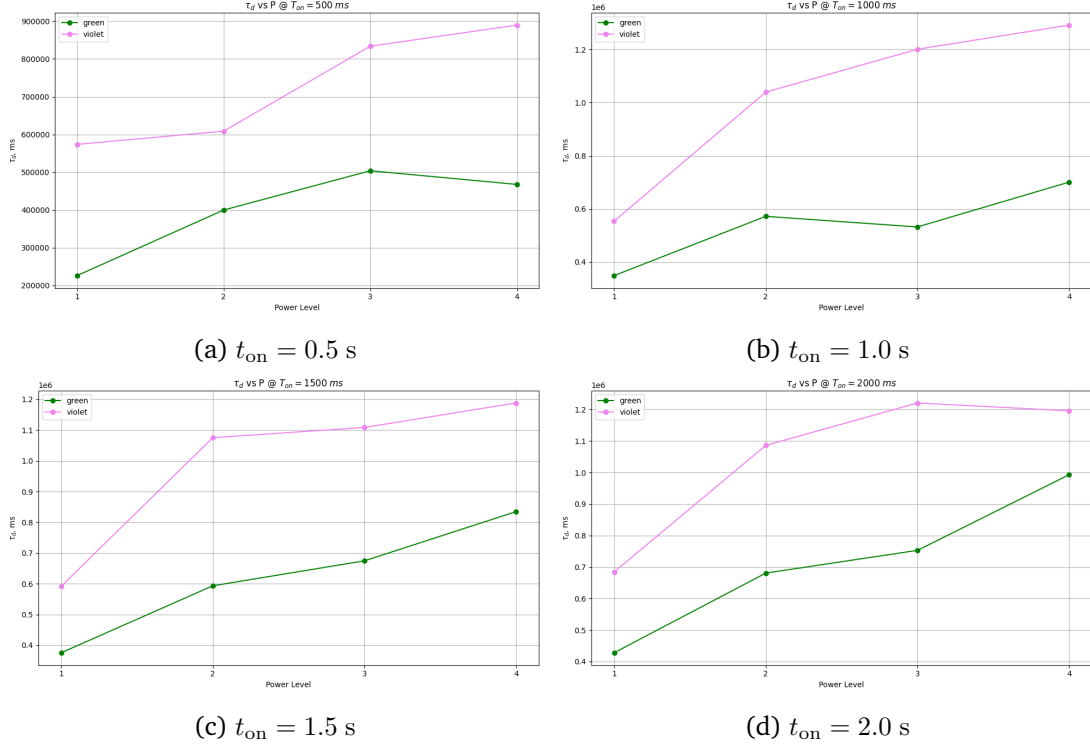 τ_d vs P @ T_on = 500 ms
green
violet
900000
800000
700000
600000
500000
400000
300000
200000
τ_d, ms
1 2 3 4
Power Level
(a) t_on = 0.5 s
τ_d vs P @ T_on = 1000 ms
1e6
green
violet
1.2
1.0
0.8
0.6
0.4
τ_d, ms
1 2 3 4
Power Level
(b) t_on = 1.0 s
τ_d vs P @ T_on = 1500 ms
1e6
green
violet
1.2
1.1
1.0
0.9
0.8
0.7
0.6
0.5
0.4
τ_d, ms
1 2 3 4
Power Level
(c) t_on = 1.5 s
τ_d vs P @ T_on = 2000 ms
1e6
green
violet
1.2
1.1
1.0
0.9
0.8
0.7
0.6
0.5
0.4
τ_d, ms
1 2 3 4
Power Level
(d) t_on = 2.0 s